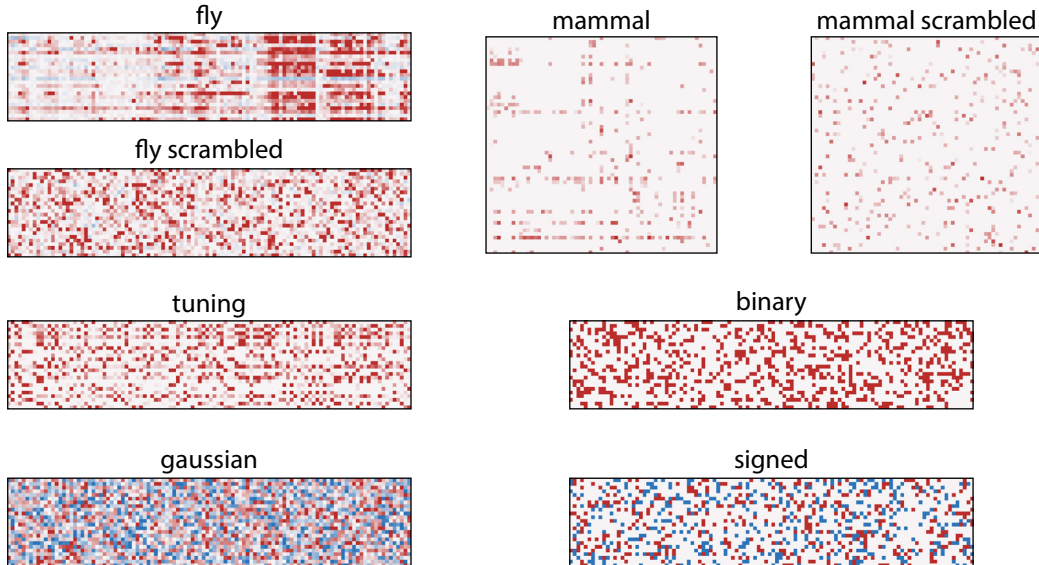 fly
mammal
mammal scrambled
fly scrambled
tuning
binary
gaussian
signed